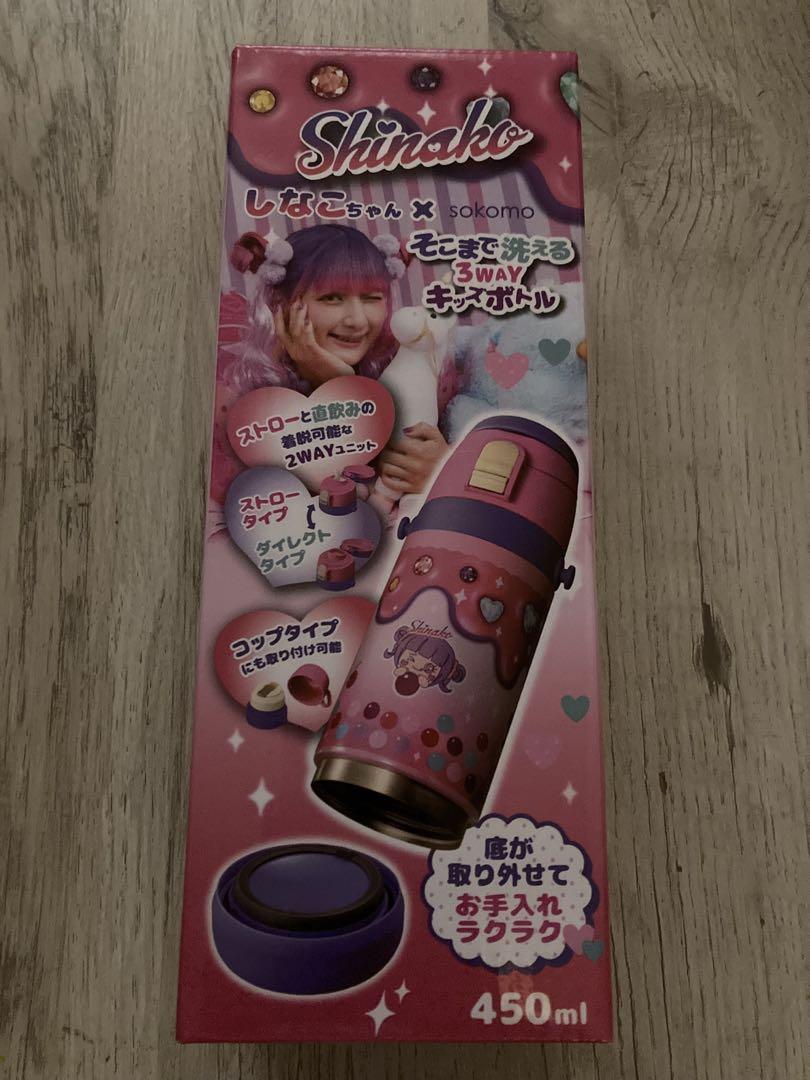 Shinako
しなこちゃん × sokomo
そこまで洗える
3WAY
キッズボトル
ストローと直飲みの
着脱可能な
2WAYユニット
ストロー
タイプ
ダイレクト
タイプ
コップタイプ
にも取り付け可能
Shinako
底が
取り外せて
お手入れ
ラクラク
450ml